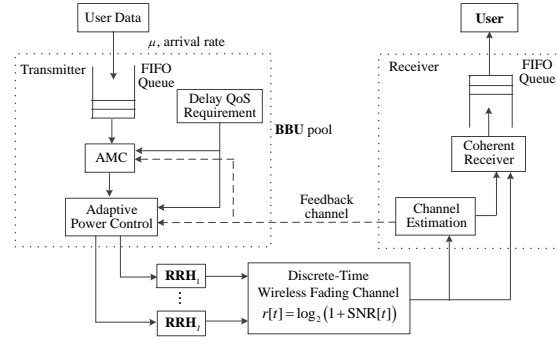 User Data
μ, arrival rate
Transmitter
FIFO
Queue
Delay QoS
Requirement
BBU pool
AMC
Adaptive
Power Control
Feedback
channel
User
Receiver
FIFO
Queue
Coherent
Receiver
Channel
Estimation
RRH₁
⋮
RRH_I
Discrete-Time
Wireless Fading Channel
r[t] = log₂(1+SNR[t])